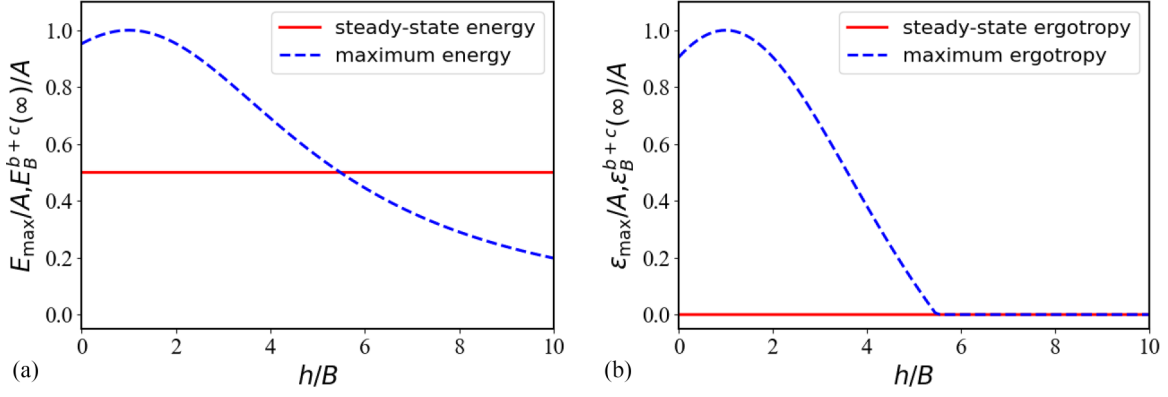 steady-state energy
maximum energy
E_max/A,E_B^{b+c}(∞)/A
1.0
0.8
0.6
0.4
0.2
0.0
0 2 4 6 8 10
h/B
(a)
steady-state ergotropy
maximum ergotropy
ε_max/A,ε_B^{b+c}(∞)/A
1.0
0.8
0.6
0.4
0.2
0.0
0 2 4 6 8 10
h/B
(b)